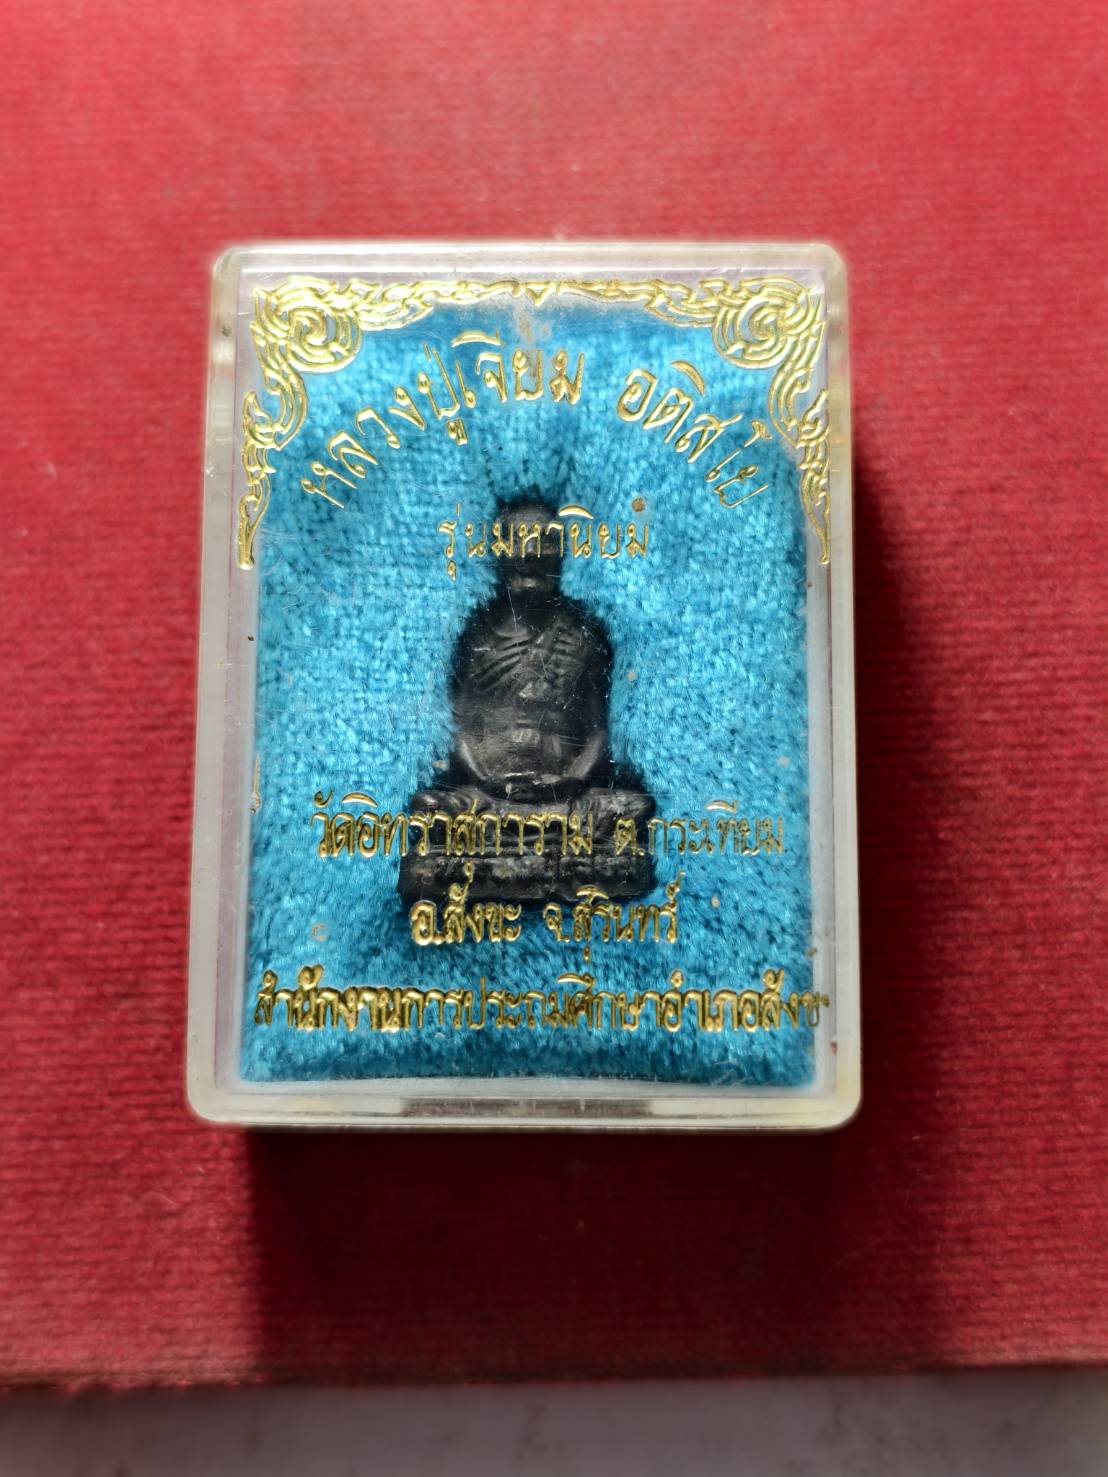 หลวงปู่เจียม อติสโย
รุ่นมหานิยม
วัดอินทราสุการาม ต.กระเทียม
อ.สังขะ จ.สุรินทร์
สำนักงานการประถมศึกษาอำเภอสังขะ